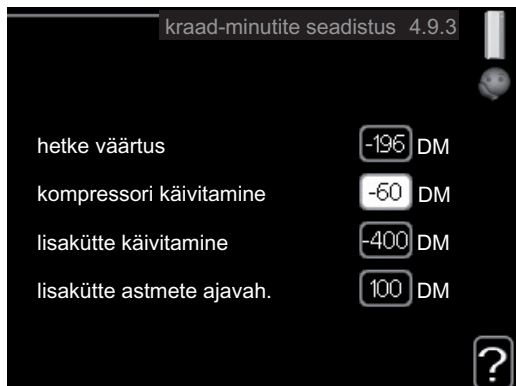 kraad-minutite seadistus 4.9.3
hetke väärtus -196 DM
kompressori käivitamine -60 DM
lisakütte käivitamine -400 DM
lisakütte astmete ajavah. 100 DM
?